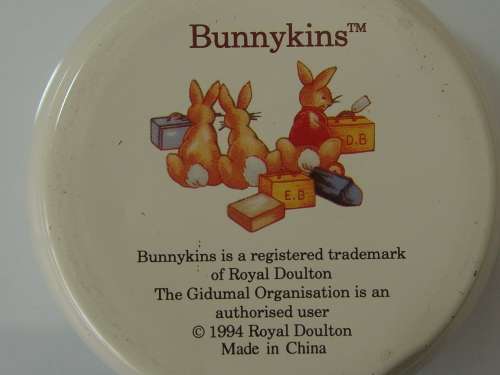 Bunnykins™
D.B
E.B
Bunnykins is a registered trademark
of Royal Doulton
The Gidumal Organisation is an
authorised user
© 1994 Royal Doulton
Made in China